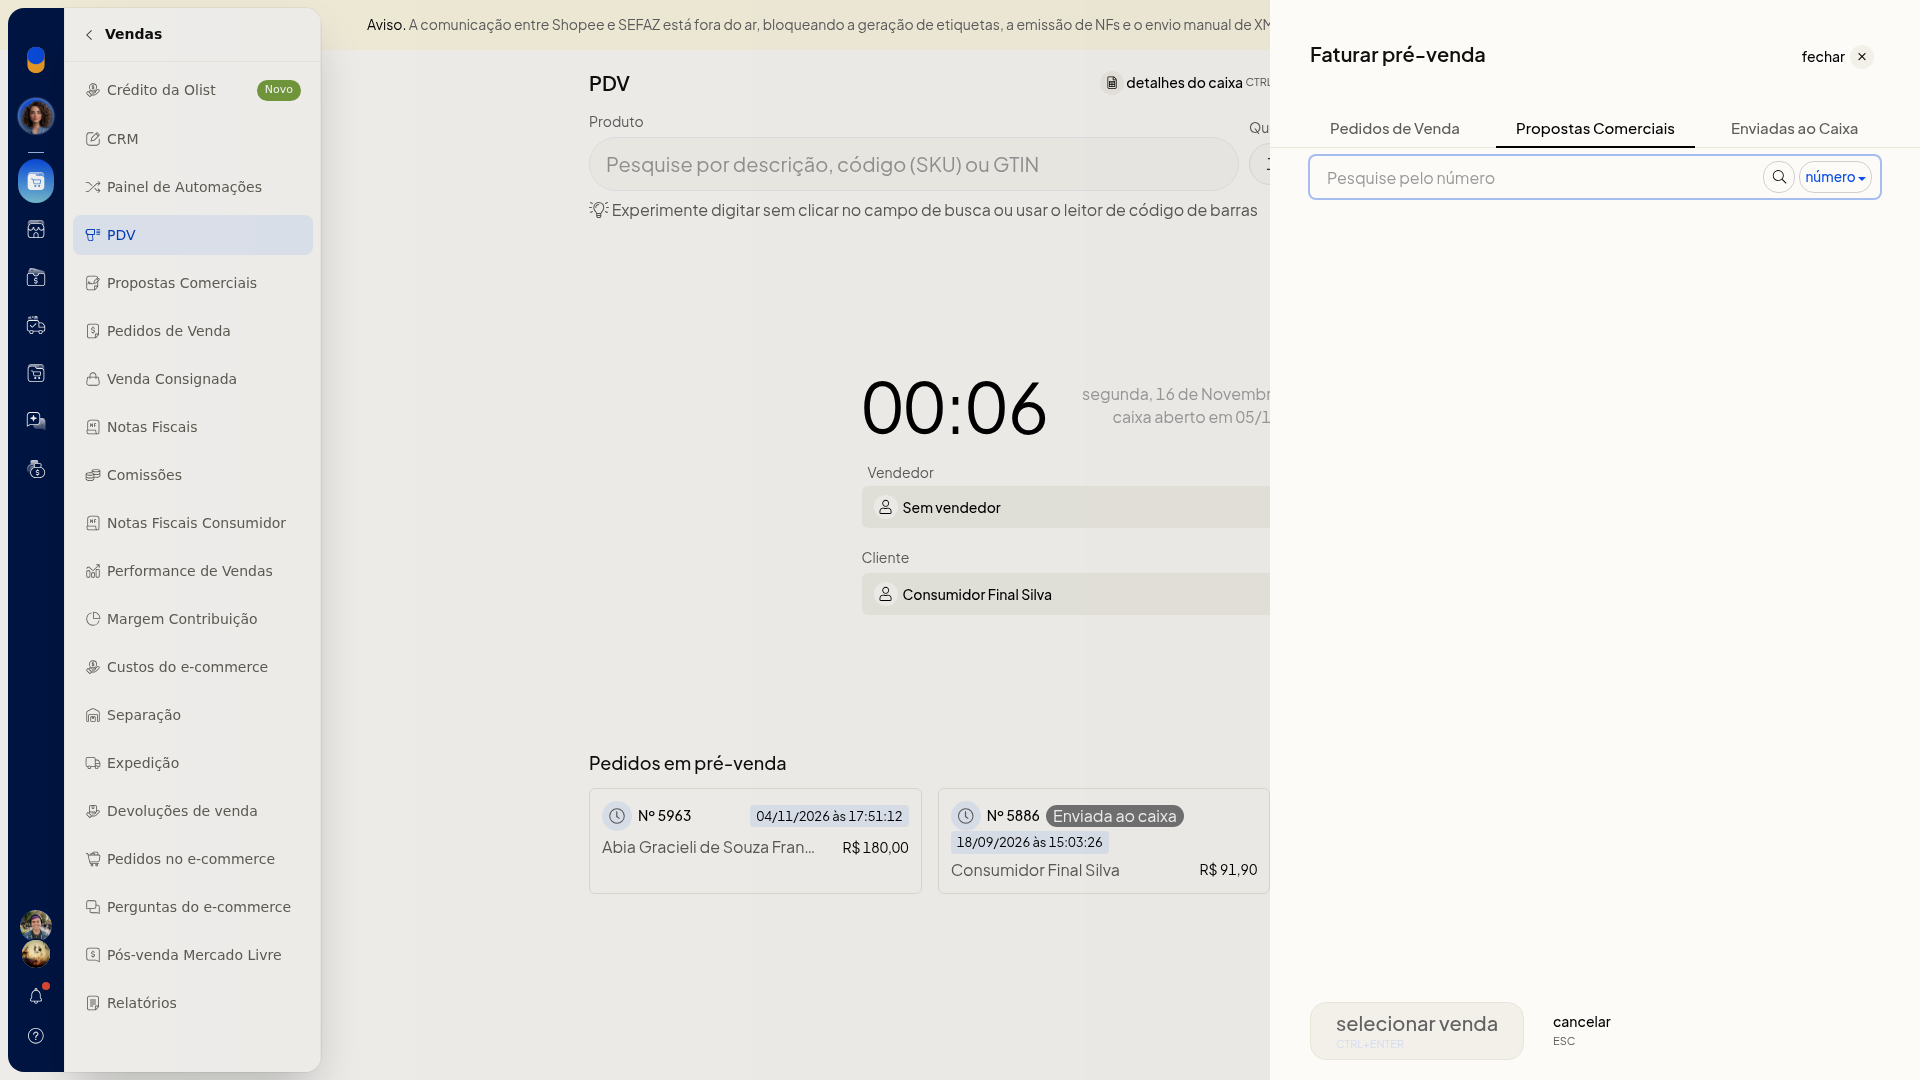 Vendas
Crédito da Olist
Novo
CRM
Painel de Automações
PDV
Propostas Comerciais
Pedidos de Venda
Venda Consignada
Notas Fiscais
Comissões
Notas Fiscais Consumidor
Performance de Vendas
Margem Contribuição
Custos do e-commerce
Separação
Expedição
Devoluções de venda
Pedidos no e-commerce
Perguntas do e-commerce
Pós-venda Mercado Livre
Relatórios
Aviso. A comunicação entre Shopee e SEFAZ está fora do ar, bloqueando a geração de etiquetas, a emissão de NFs e o envio manual de XM
PDV
detalhes do caixa CTRL
Produto
Qu
Pesquise por descrição, código (SKU) ou GTIN
Experimente digitar sem clicar no campo de busca ou usar o leitor de código de barras
00:06
segunda, 16 de Novembr
caixa aberto em 05/1
Vendedor
Sem vendedor
Cliente
Consumidor Final Silva
Pedidos em pré-venda
Nº 5963
04/11/2026 às 17:51:12
Abia Gracieli de Souza Fran...
R$ 180,00
Nº 5886
Enviada ao caixa
18/09/2026 às 15:03:26
Consumidor Final Silva
R$ 91,90
Faturar pré-venda
fechar
Pedidos de Venda
Propostas Comerciais
Enviadas ao Caixa
Pesquise pelo número
número
selecionar venda
CTRL+ENTER
cancelar
ESC